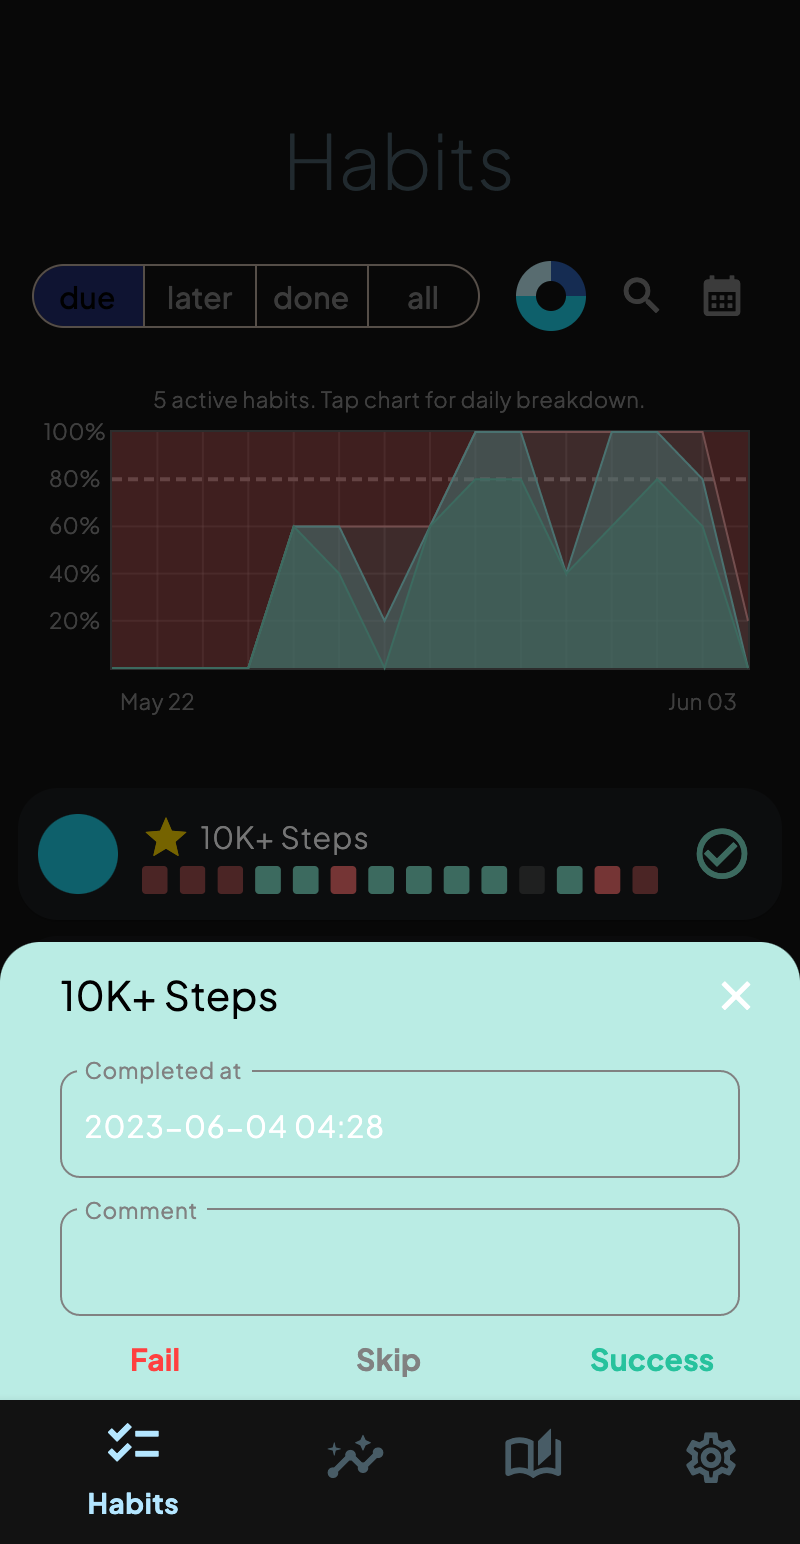 Habits
due later done all
5 active habits. Tap chart for daily breakdown.
100%
80%
60%
40%
20%
May 22 Jun 03
10K+ Steps
10K+ Steps
Completed at
2023-06-04 04:28
Comment
Fail Skip Success
Habits